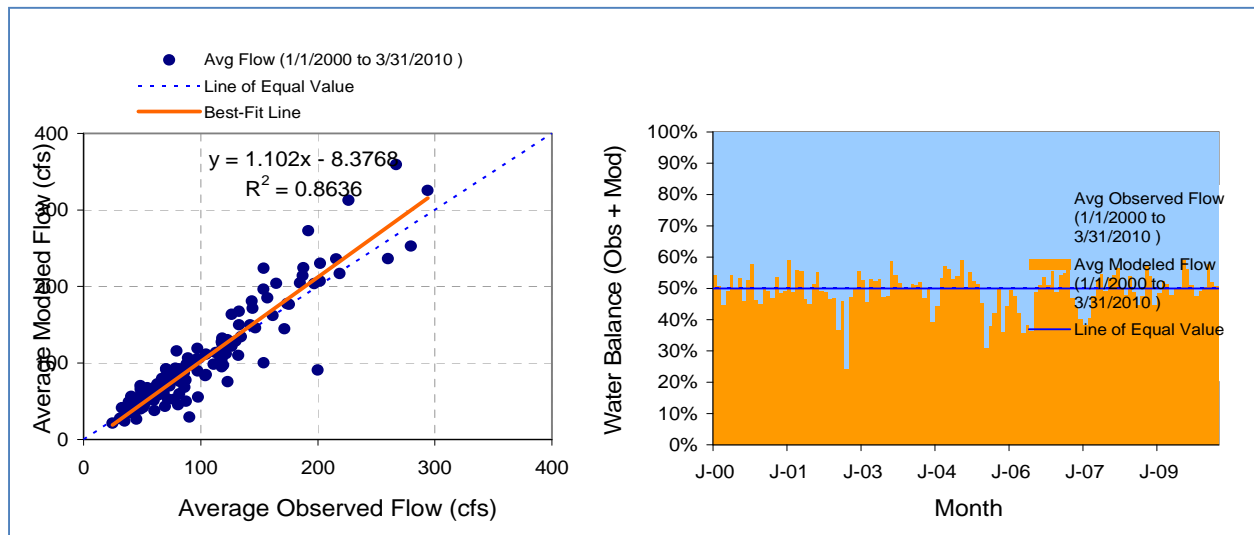 Avg Flow (1/1/2000 to 3/31/2010 )
Line of Equal Value
Best-Fit Line
Average Modeled Flow (cfs)
400
300
200
100
0
y = 1.102x - 8.3768
R² = 0.8636
0 100 200 300 400
Average Observed Flow (cfs)
Water Balance (Obs + Mod)
100%
90%
80%
70%
60%
50%
40%
30%
20%
10%
0%
Avg Observed Flow
(1/1/2000 to
3/31/2010 )
Avg Modeled Flow
(1/1/2000 to
3/31/2010 )
Line of Equal Value
J-00 J-01 J-03 J-04 J-06 J-07 J-09
Month